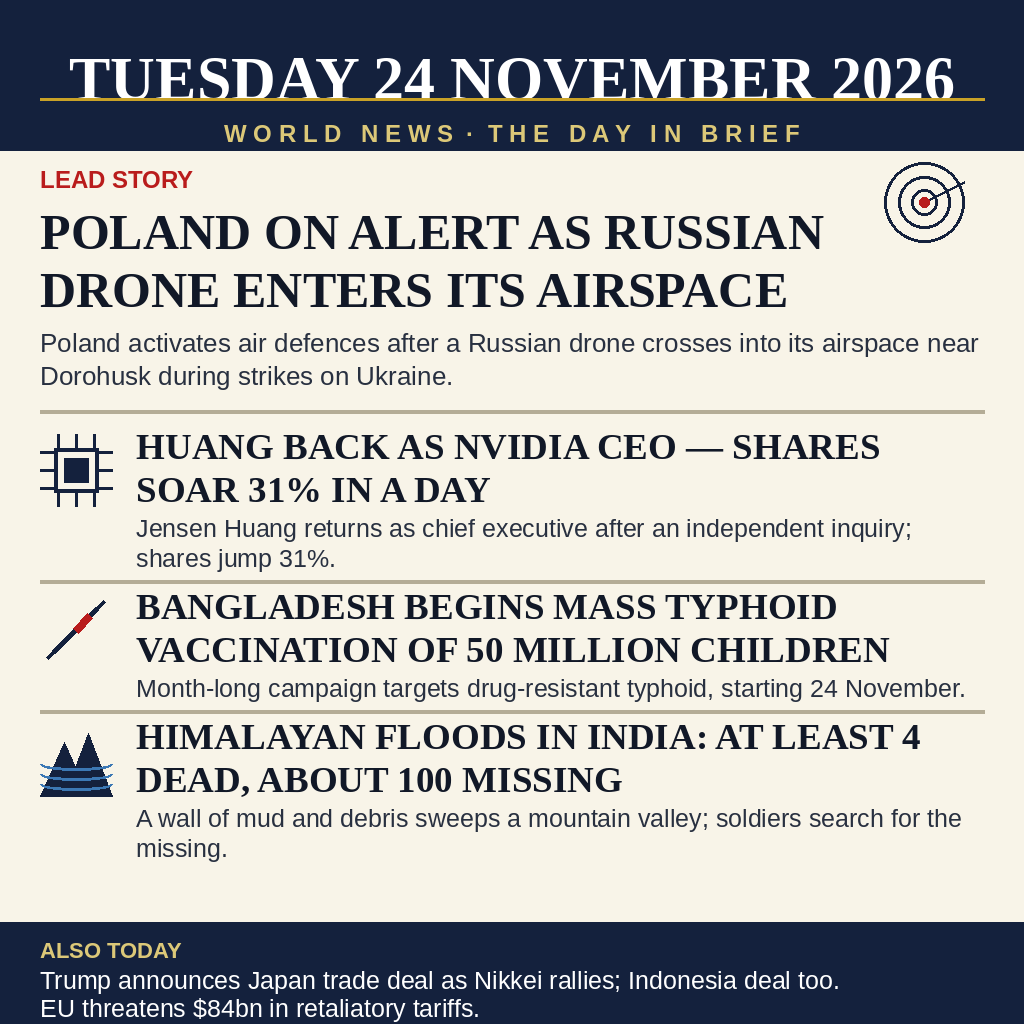 TUESDAY 24 NOVEMBER 2026
WORLD NEWS · THE DAY IN BRIEF
LEAD STORY
POLAND ON ALERT AS RUSSIAN
DRONE ENTERS ITS AIRSPACE
Poland activates air defences after a Russian drone crosses into its airspace near
Dorohusk during strikes on Ukraine.
HUANG BACK AS NVIDIA CEO — SHARES
SOAR 31% IN A DAY
Jensen Huang returns as chief executive after an independent inquiry;
shares jump 31%.
BANGLADESH BEGINS MASS TYPHOID
VACCINATION OF 50 MILLION CHILDREN
Month-long campaign targets drug-resistant typhoid, starting 24 November.
HIMALAYAN FLOODS IN INDIA: AT LEAST 4
DEAD, ABOUT 100 MISSING
A wall of mud and debris sweeps a mountain valley; soldiers search for the
missing.
ALSO TODAY
Trump announces Japan trade deal as Nikkei rallies; Indonesia deal too.
EU threatens $84bn in retaliatory tariffs.